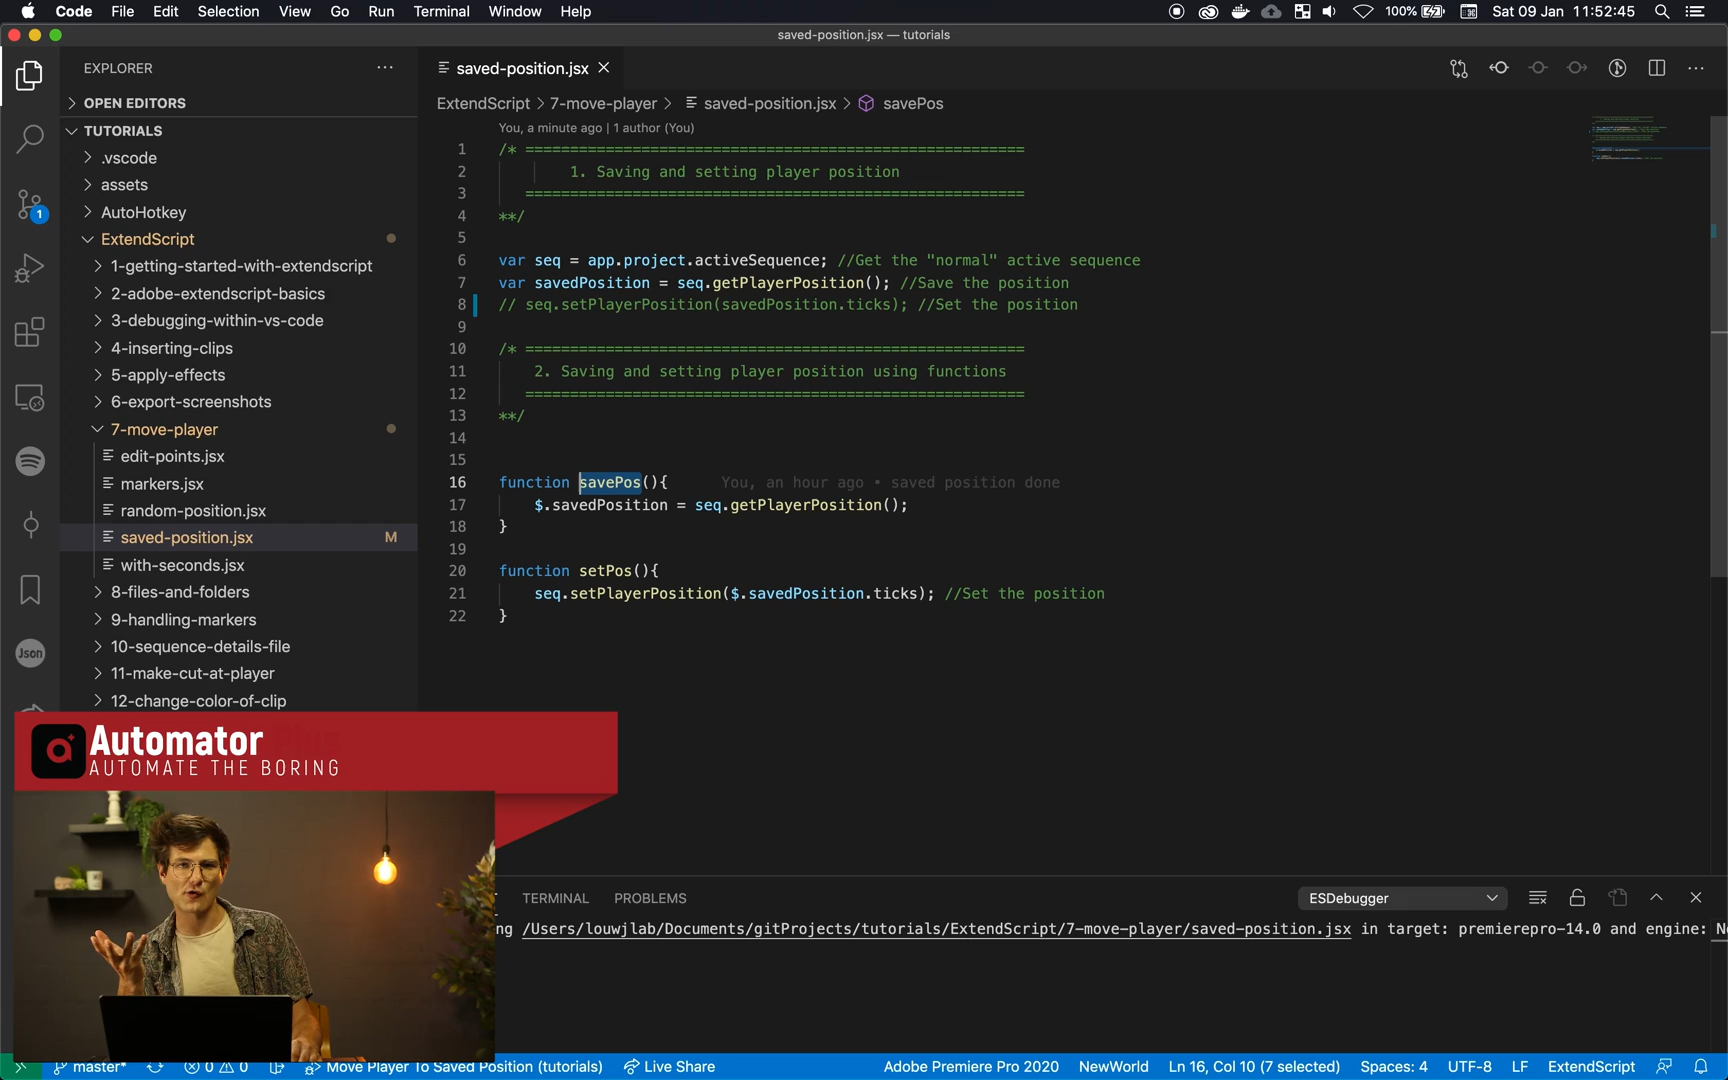 Code File Edit Selection View Go Run Terminal Window Help
100% Sat 09 Jan 11:52:45
saved-position.jsx — tutorials
EXPLORER
saved-position.jsx
OPEN EDITORS
ExtendScript > 7-move-player > saved-position.jsx > savePos
TUTORIALS
.vscode
assets
AutoHotkey
ExtendScript
1-getting-started-with-extendscript
2-adobe-extendscript-basics
3-debugging-within-vs-code
4-inserting-clips
5-apply-effects
6-export-screenshots
7-move-player
edit-points.jsx
markers.jsx
random-position.jsx
saved-position.jsx M
with-seconds.jsx
8-files-and-folders
9-handling-markers
10-sequence-details-file
11-make-cut-at-player
12-change-color-of-clip
1
Json
You, a minute ago | 1 author (You)
1 /* ========================================================
2 1. Saving and setting player position
3 ========================================================
4 **/
5
6 var seq = app.project.activeSequence; //Get the "normal" active sequence
7 var savedPosition = seq.getPlayerPosition(); //Save the position
8 // seq.setPlayerPosition(savedPosition.ticks); //Set the position
9
10 /* ========================================================
11 2. Saving and setting player position using functions
12 ========================================================
13 **/
14
15
16 function savePos(){ You, an hour ago • saved position done
17 $.savedPosition = seq.getPlayerPosition();
18 }
19
20 function setPos(){
21 seq.setPlayerPosition($.savedPosition.ticks); //Set the position
22 }
Automator
AUTOMATE THE BORING
TERMINAL PROBLEMS
ESDebugger
ng /Users/louwjlab/Documents/gitProjects/tutorials/ExtendScript/7-move-player/saved-position.jsx in target: premierepro-14.0 and engine: N
master* 0 0 Move Player To Saved Position (tutorials) Live Share
Adobe Premiere Pro 2020 NewWorld Ln 16, Col 10 (7 selected) Spaces: 4 UTF-8 LF ExtendScript